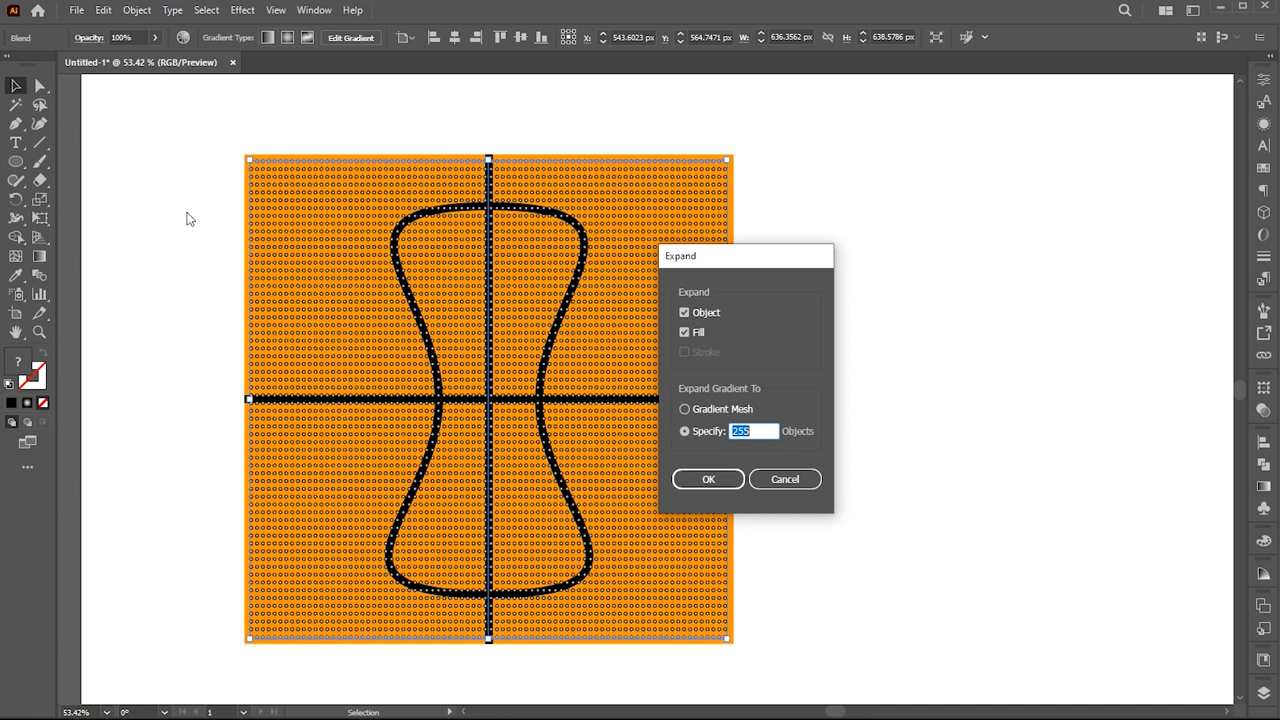 Ai File Edit Object Type Select Effect View Window Help
Blend Opacity: 100% Gradient Type: Edit Gradient X: 543.6023 px Y: 564.7471 px W: 636.3562 px H: 638.5786 px
Untitled-1* @ 53.42 % (RGB/Preview) ×
Expand
Expand
Object
Fill
Stroke
Expand Gradient To
Gradient Mesh
Specify: 255 Objects
OK Cancel
?
53.42% 0° 1 Selection